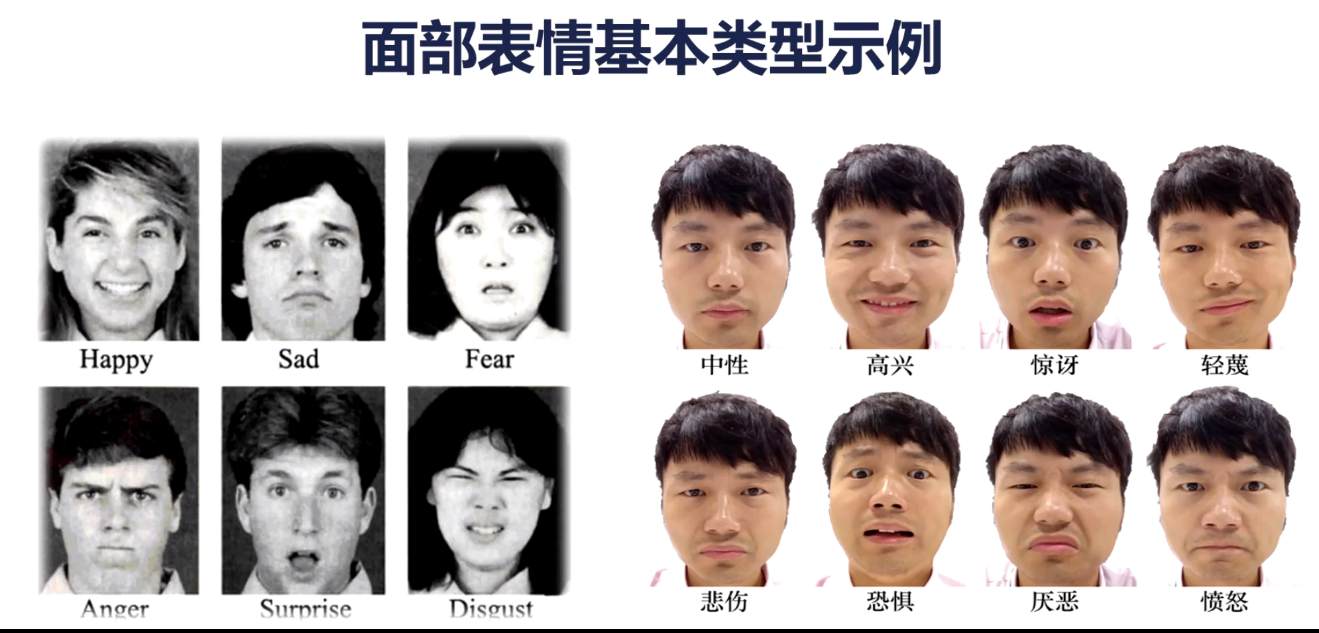 面部表情基本类型示例
Happy Sad Fear
Anger Surprise Disgust
中性 高兴 惊讶 轻蔑
悲伤 恐惧 厌恶 愤怒